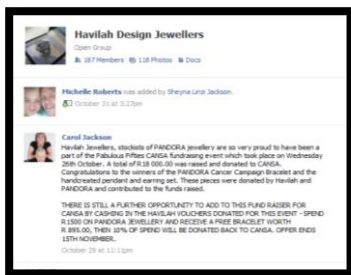 Havilah Design Jewellers
Open Group
187 Members 118 Photos Docs
Michelle Roberts was added by Sheyna Linzi Jackson.
October 31 at 3:27pm
Carol Jackson
Havilah Jewellers, stockists of PANDORA jewellery are so very proud to have been a
part of the Fabulous Fifties CANSA fundraising event which took place on Wednesday
26th October. A total of R18 000.00 was raised and donated to CANSA.
Congratulations to the winners of the PANDORA Cancer Campaign Bracelet and the
handcreated pendant and earring set. These pieces were donated by Havilah and
PANDORA and contributed to the funds raised.
THERE IS STILL A FURTHER OPPORTUNITY TO ADD TO THIS FUND RAISER FOR
CANSA BY CASHING IN THE HAVILAH VOUCHERS DONATED FOR THIS EVENT - SPEND
R1500 ON PANDORA JEWELLERY AND RECEIVE A FREE BRACELET WORTH
R 895.00, THEN 10% OF SPEND WILL BE DONATED BACK TO CANSA. OFFER ENDS
15TH NOVEMBER.
October 29 at 11:11pm